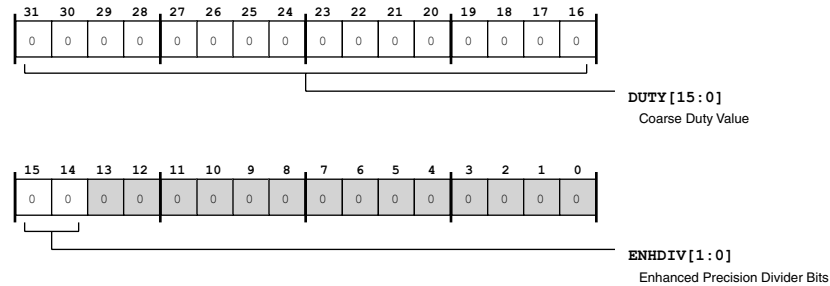 31 30 29 28 27 26 25 24 23 22 21 20 19 18 17 16
0 0 0 0 0 0 0 0 0 0 0 0 0 0 0 0
DUTY[15:0]
Coarse Duty Value
15 14 13 12 11 10 9 8 7 6 5 4 3 2 1 0
0 0 0 0 0 0 0 0 0 0 0 0 0 0 0 0
ENHDIV[1:0]
Enhanced Precision Divider Bits